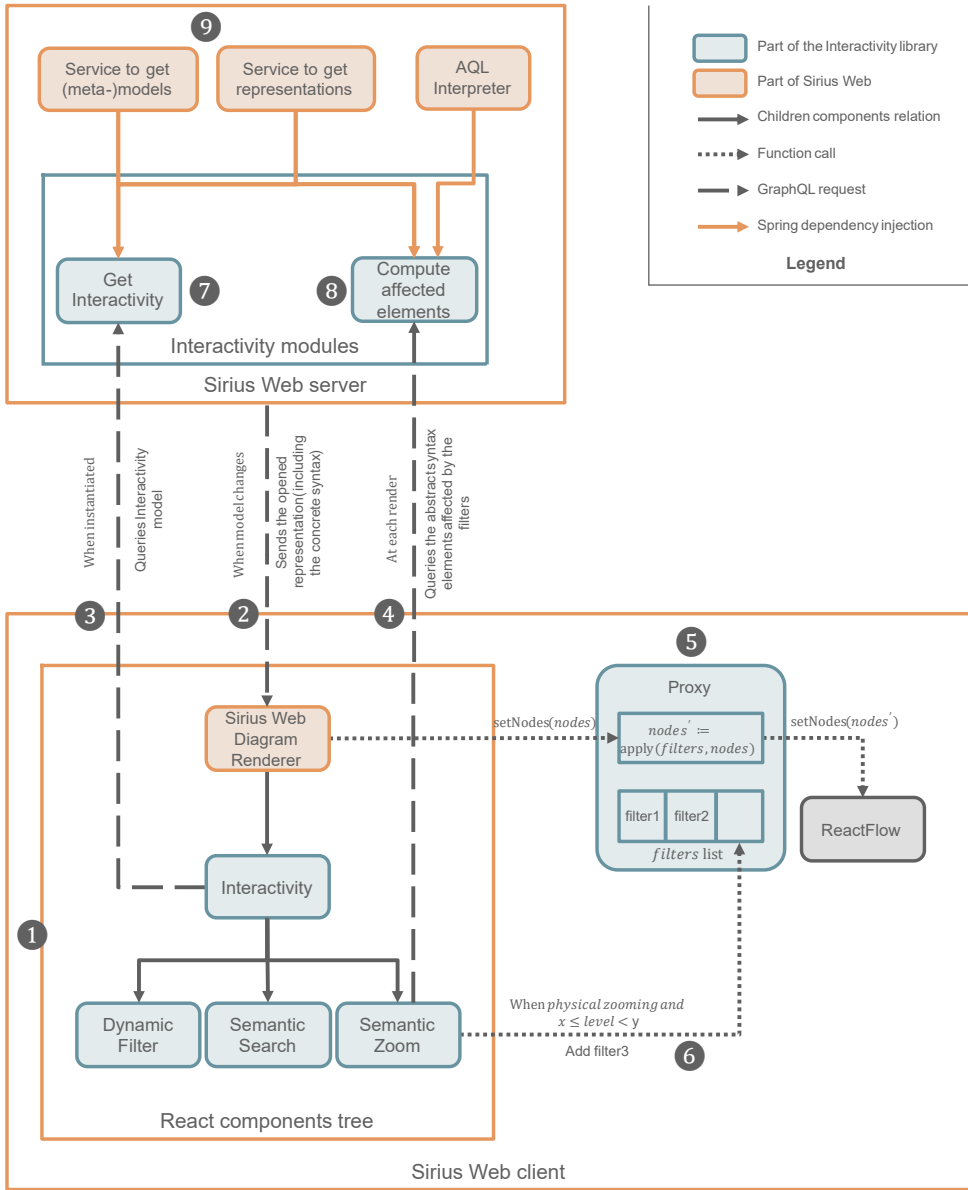 9
Service to get
(meta-)models
Service to get
representations
AQL
Interpreter
Get
Interactivity
7
8
Compute
affected
elements
Interactivity modules
Sirius Web server
Part of the Interactivity library
Part of Sirius Web
Children components relation
Function call
GraphQL request
Spring dependency injection
Legend
When instantiated
Queries Interactivity
model
When model changes
Sends the opened
representation(including
the concrete syntax)
At each render
Queries the abstract syntax
elements affected by the
filters
3
2
4
5
Sirius Web
Diagram
Renderer
setNodes(nodes)
Proxy
nodes′ :=
apply(filters, nodes)
filter1
filter2
filters list
setNodes(nodes′)
ReactFlow
Interactivity
1
Dynamic
Filter
Semantic
Search
Semantic
Zoom
When physical zooming and
x ≤ level < y
Add filter3
6
React components tree
Sirius Web client